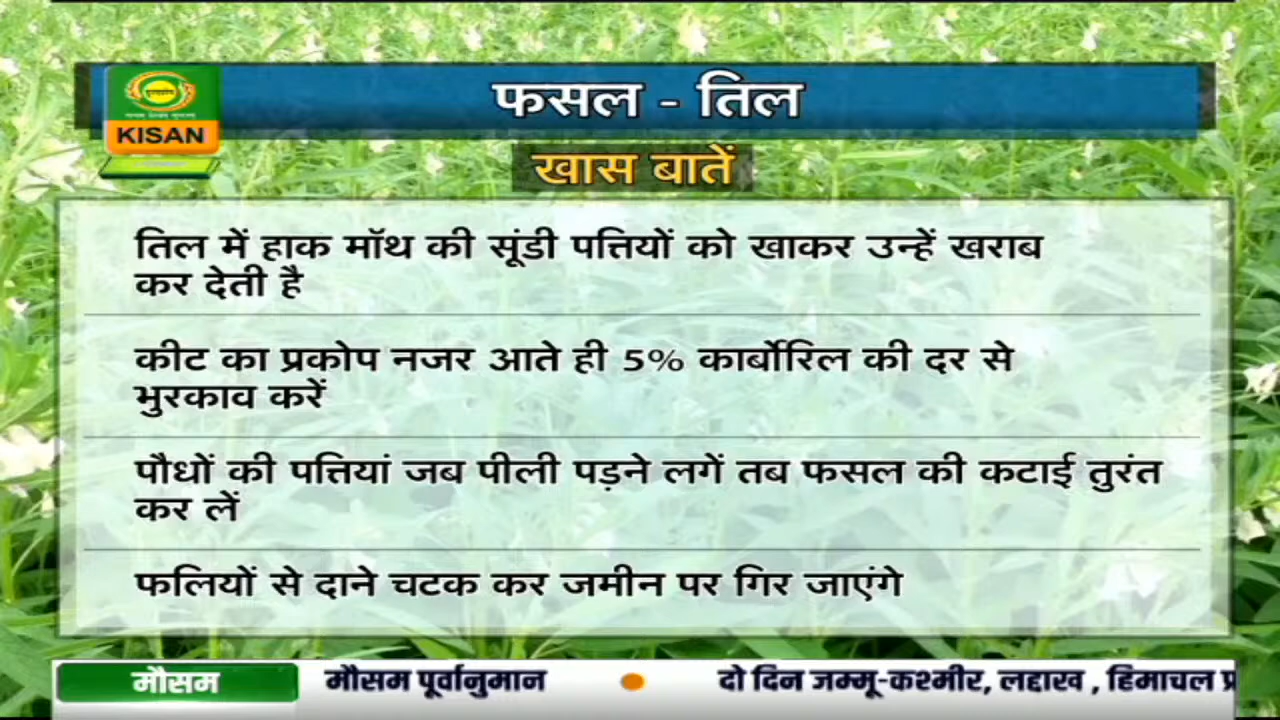 फसल - तिल
KISAN
खास बातें
तिल में हाक मॉथ की सूंडी पत्तियों को खाकर उन्हें खराब
कर देती है
कीट का प्रकोप नजर आते ही 5% कार्बोरिल की दर से
भुरकाव करें
पौधों की पत्तियां जब पीली पड़ने लगें तब फसल की कटाई तुरंत
कर लें
फलियों से दाने चटक कर जमीन पर गिर जाएंगे
मौसम मौसम पूर्वानुमान दो दिन जम्मू-कश्मीर, लद्दाख , हिमाचल प्र